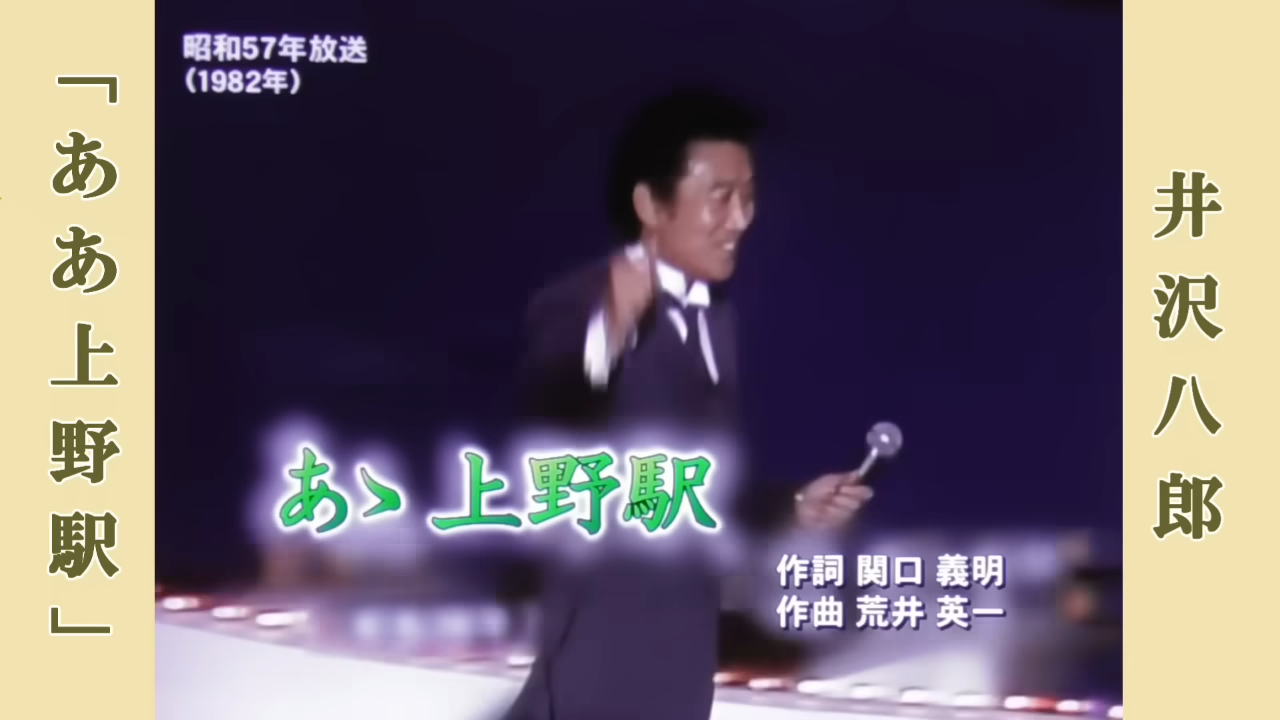 「ああ上野駅」
昭和57年放送
(1982年)
あゝ上野駅
作詞 関口 義明
作曲 荒井 英一
井沢八郎